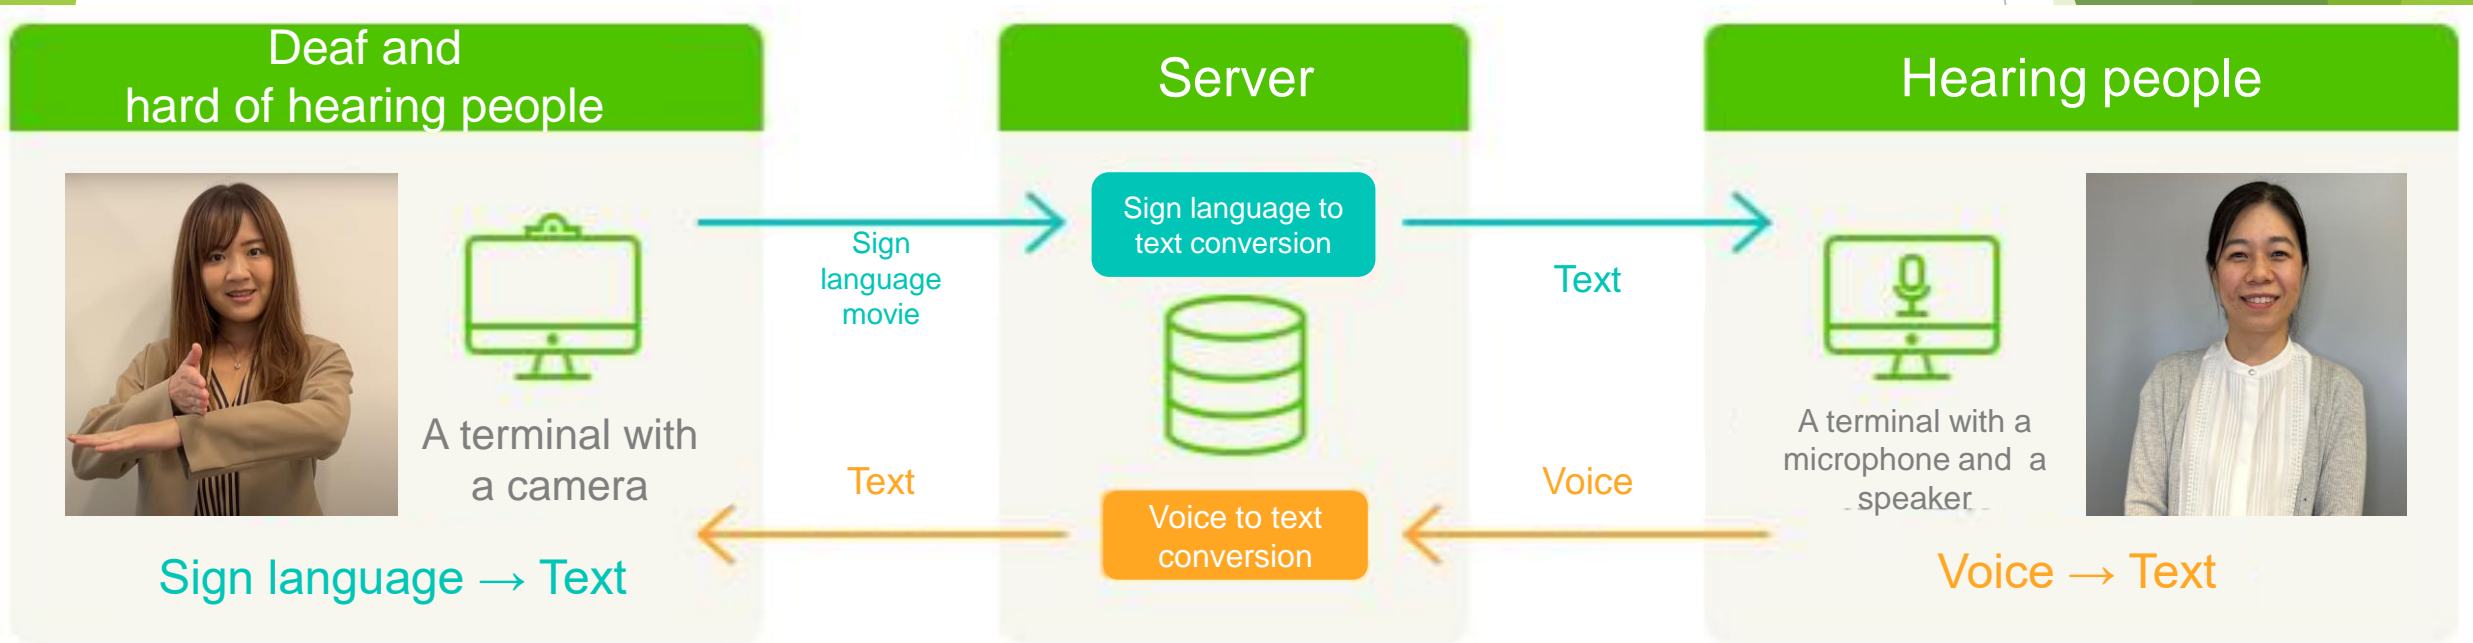 Deaf and
hard of hearing people
A terminal with
a camera
Sign language → Text
Sign
language
movie
Text
Server
Sign language to
text conversion
Voice to text
conversion
Text
Voice
Hearing people
A terminal with a
microphone and a
speaker
Voice → Text